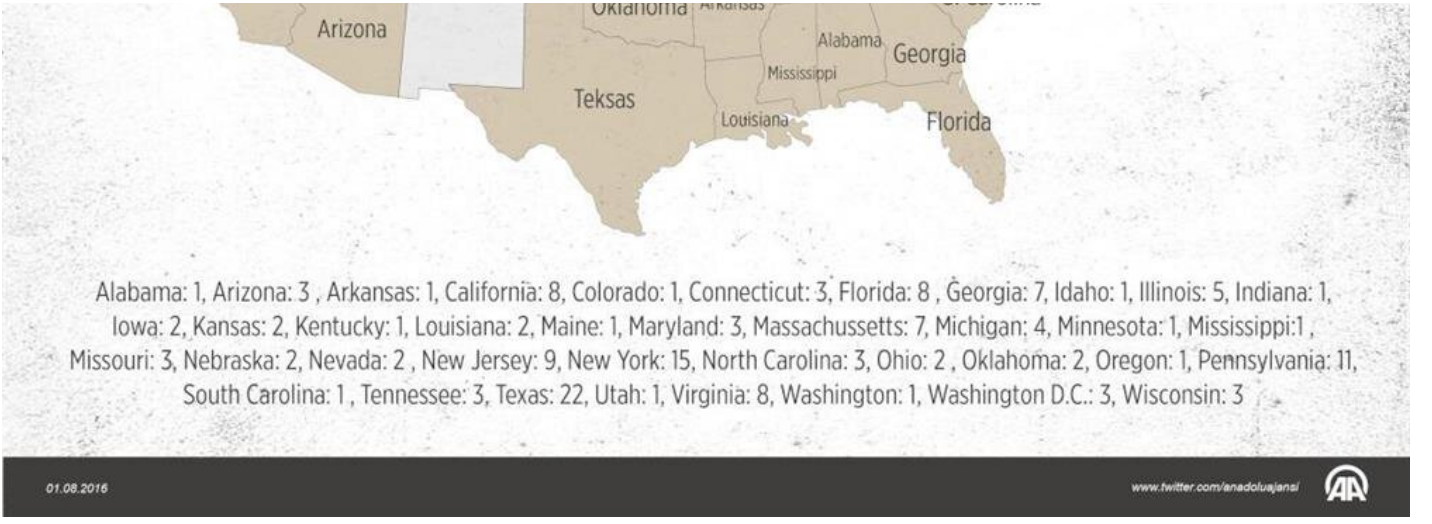 Oklahoma Arkansas
Arizona
Alabama
Georgia
Mississippi
Teksas
Louisiana
Florida
Alabama: 1, Arizona: 3 , Arkansas: 1, California: 8, Colorado: 1, Connecticut: 3, Florida: 8 , Georgia: 7, Idaho: 1, Illinois: 5, Indiana: 1,
Iowa: 2, Kansas: 2, Kentucky: 1, Louisiana: 2, Maine: 1, Maryland: 3, Massachussetts: 7, Michigan: 4, Minnesota: 1, Mississippi:1 ,
Missouri: 3, Nebraska: 2, Nevada: 2 , New Jersey: 9, New York: 15, North Carolina: 3, Ohio: 2 , Oklahoma: 2, Oregon: 1, Pennsylvania: 11,
South Carolina: 1 , Tennessee: 3, Texas: 22, Utah: 1, Virginia: 8, Washington: 1, Washington D.C.: 3, Wisconsin: 3
01.08.2016
www.twitter.com/anadoluajansi
AA